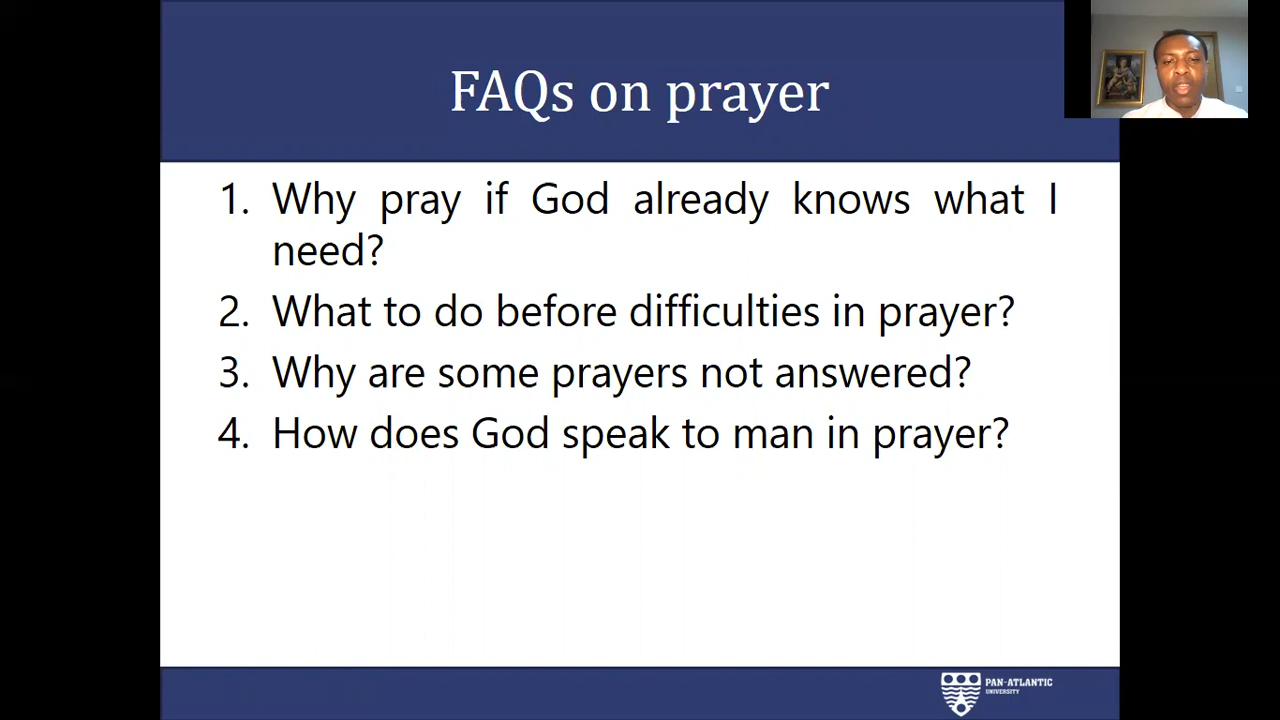 FAQs on prayer
1. Why pray if God already knows what I
need?
2. What to do before difficulties in prayer?
3. Why are some prayers not answered?
4. How does God speak to man in prayer?
PAN-ATLANTIC
UNIVERSITY